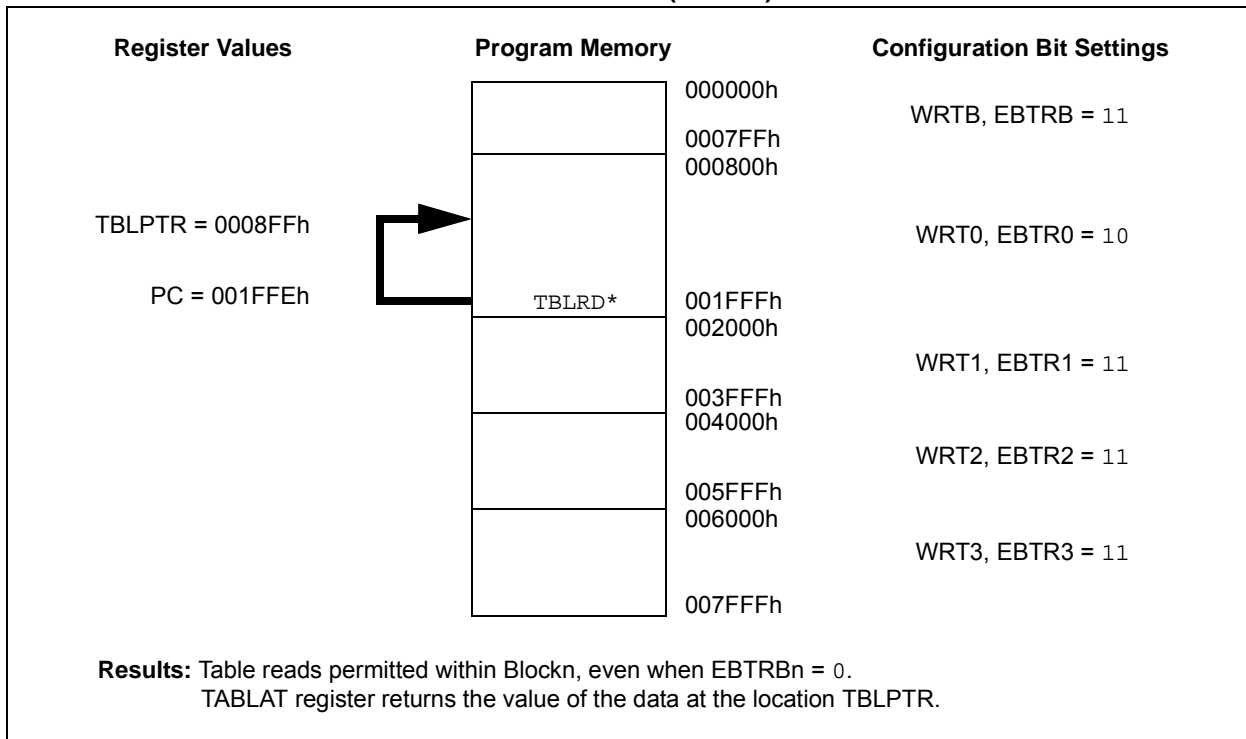 Register Values Program Memory Configuration Bit Settings
000000h
WRTB, EBTRB = 11
0007FFh
000800h
TBLPTR = 0008FFh
WRT0, EBTR0 = 10
PC = 001FFEh
TBLRD* 001FFFh
002000h
WRT1, EBTR1 = 11
003FFFh
004000h
WRT2, EBTR2 = 11
005FFFh
006000h
WRT3, EBTR3 = 11
007FFFh
Results: Table reads permitted within Blockn, even when EBTRBn = 0.
TABLAT register returns the value of the data at the location TBLPTR.